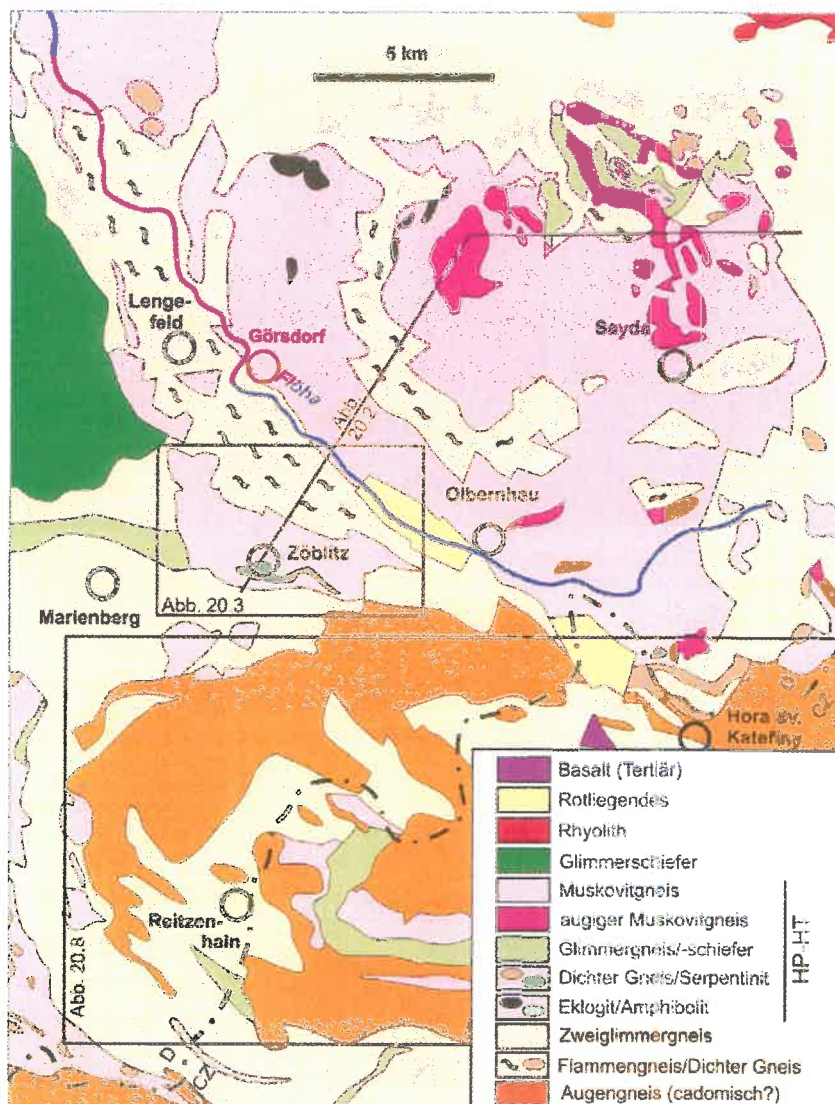 5 km
Lenge-
feld
Görsdorf
Flöha
Sayda
Abb.
20.2
Olbernhau
Zöblitz
Marienberg
Abb. 20.3
Hora sv.
Kateřiny
Reitzen-
hain
Abb. 20.8
D
CZ
Basalt (Tertiär)
Rotliegendes
Rhyolith
Glimmerschiefer
Muskovitgneis
augiger Muskovitgneis
Glimmergneis/-schiefer
Dichter Gneis/Serpentinit
Eklogit/Amphibolit
HP-HT
Zweiglimmergneis
Flammengneis/Dichter Gneis
Augengneis (cadomisch?)